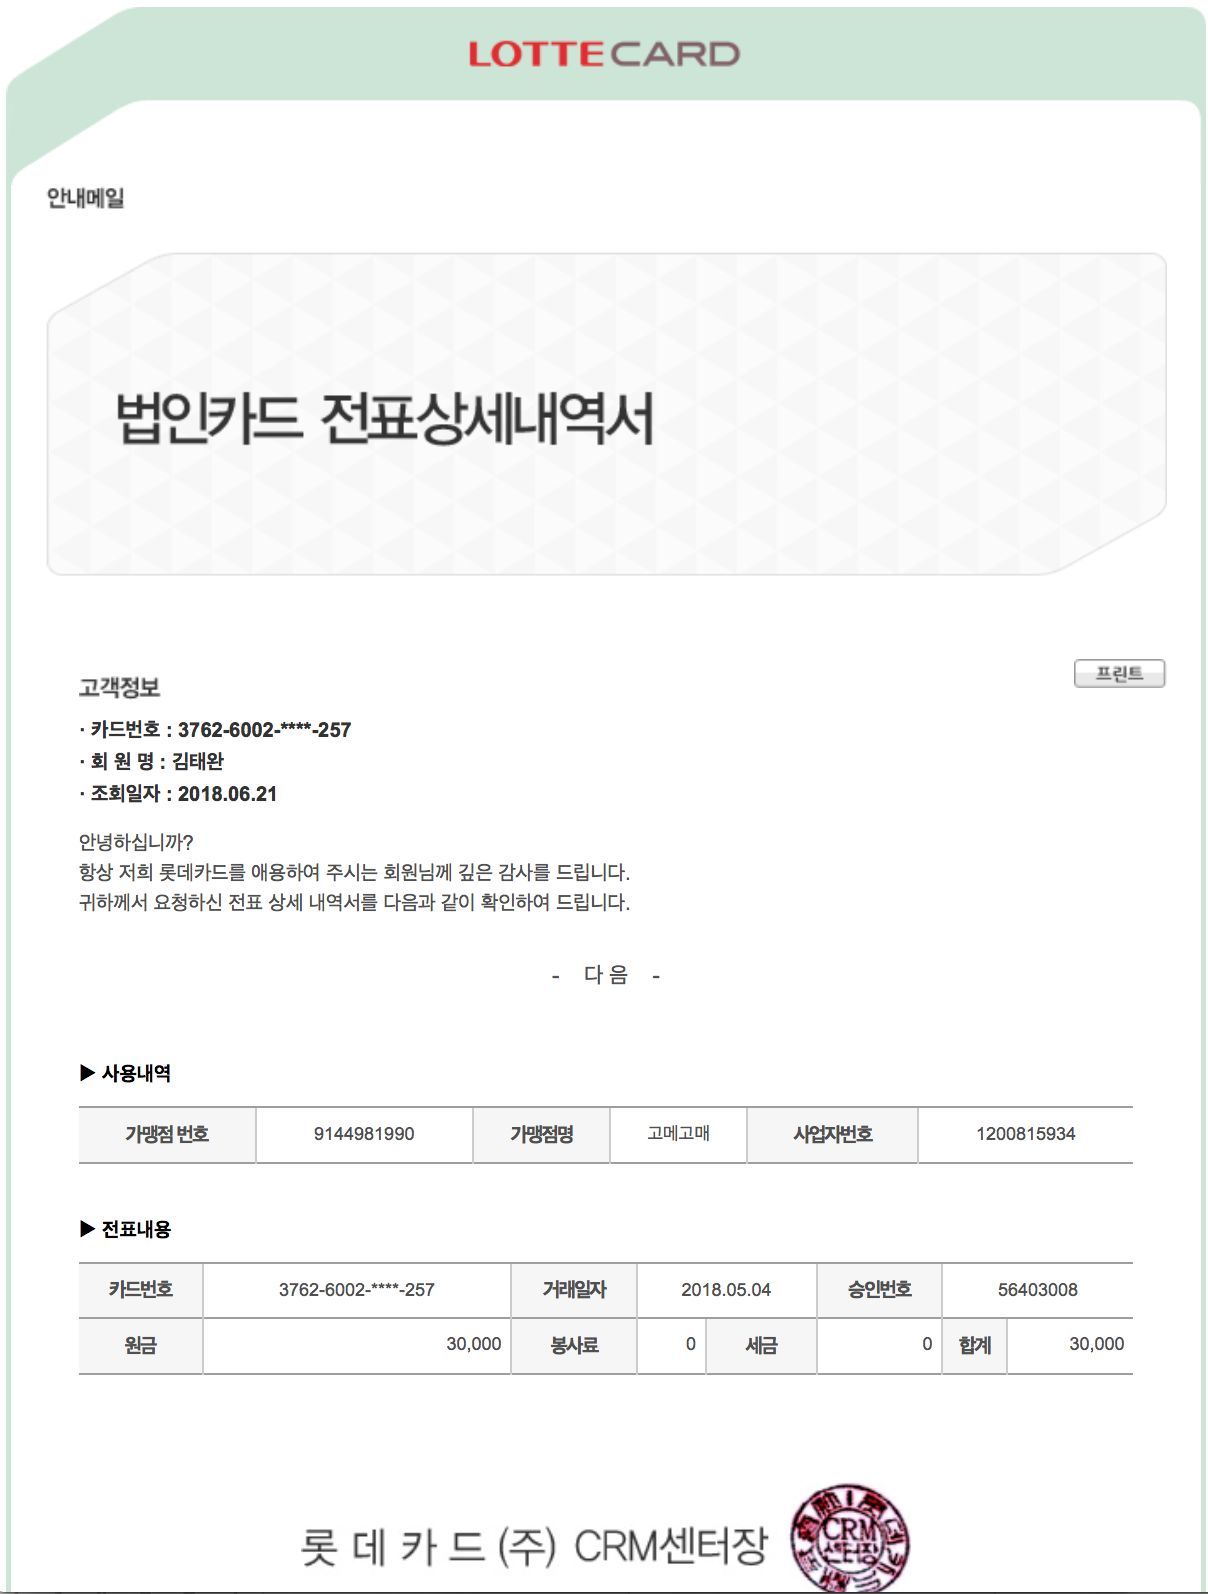 LOTTE CARD
안내메일
법인카드 전표상세내역서
프린트
고객정보
· 카드번호 : 3762-6002-****-257
· 회 원 명 : 김태완
· 조회일자 : 2018.06.21
안녕하십니까?
항상 저희 롯데카드를 애용하여 주시는 회원님께 깊은 감사를 드립니다.
귀하께서 요청하신 전표 상세 내역서를 다음과 같이 확인하여 드립니다.
- 다 음 -
▶ 사용내역
가맹점 번호 9144981990 가맹점명 고메고매 사업자번호 1200815934
▶ 전표내용
카드번호 3762-6002-****-257 거래일자 2018.05.04 승인번호 56403008
원금 30,000 봉사료 0 세금 0 합계 30,000
롯 데 카 드 (주) CRM센터장
CRM
센터장